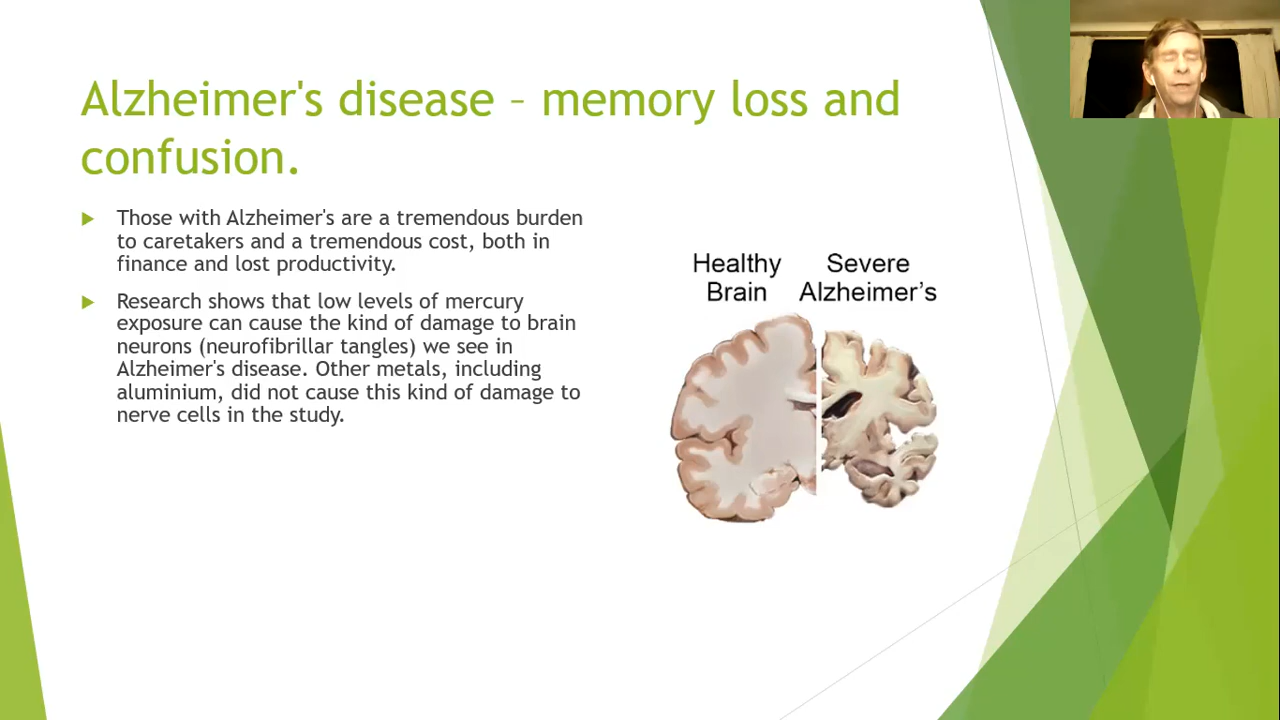 Alzheimer's disease – memory loss and
confusion.
Those with Alzheimer's are a tremendous burden
to caretakers and a tremendous cost, both in
finance and lost productivity.
Research shows that low levels of mercury
exposure can cause the kind of damage to brain
neurons (neurofibrillar tangles) we see in
Alzheimer's disease. Other metals, including
aluminium, did not cause this kind of damage to
nerve cells in the study.
Healthy
Brain
Severe
Alzheimer's